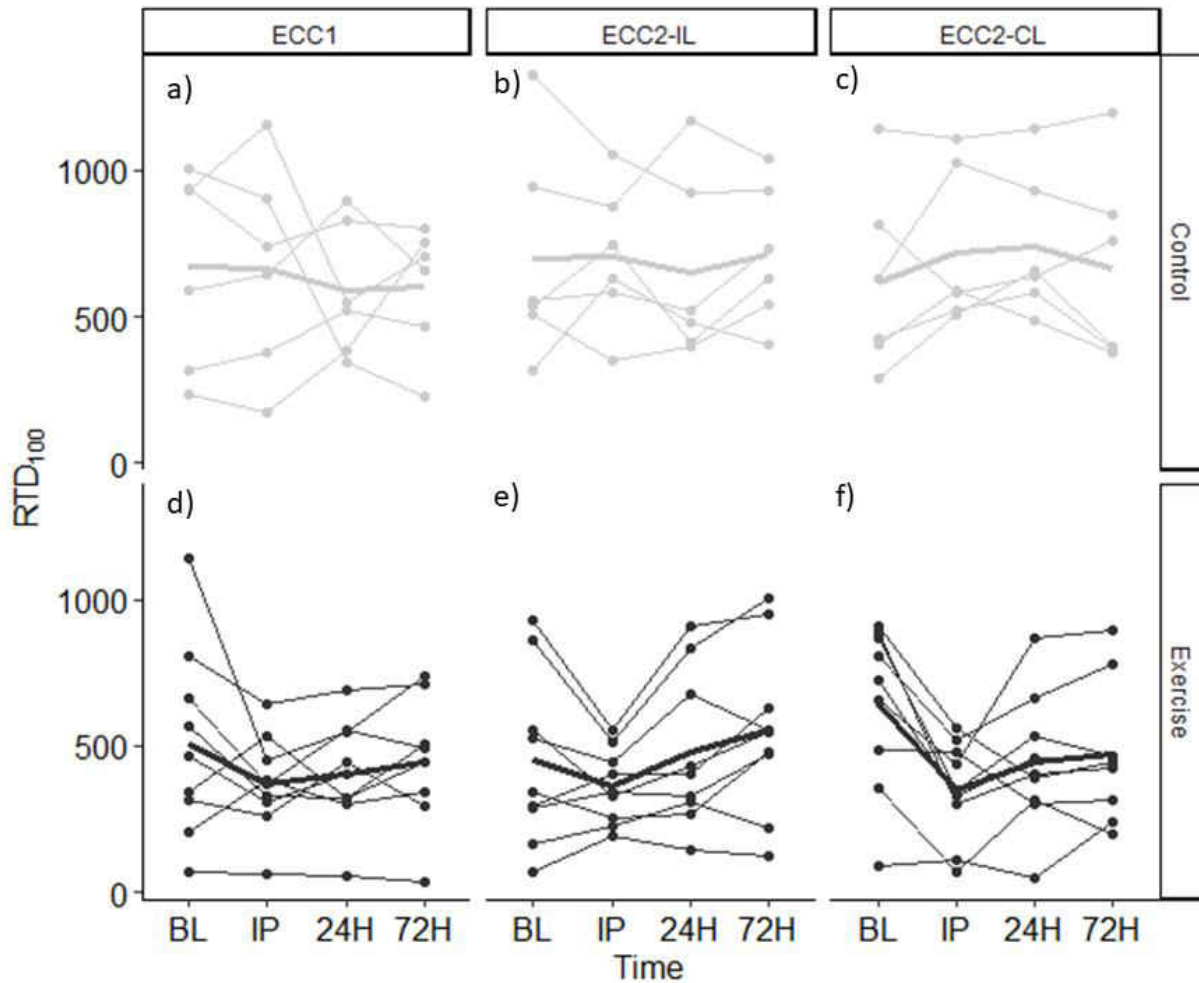 ECC1 ECC2-IL ECC2-CL
a) b) c)
1000
500
0
Control
RTD100
d) e) f)
1000
500
0
Exercise
BL IP 24H 72H BL IP 24H 72H BL IP 24H 72H
Time